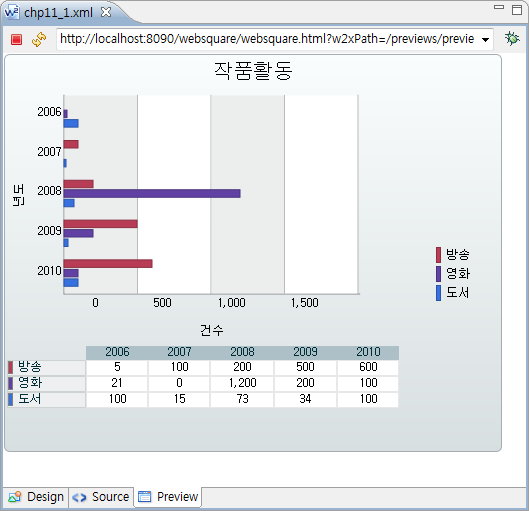 chp11_1.xml
http://localhost:8090/websquare/websquare.html?w2xPath=/previews/previe
작품활동
2006
2007
2008
2009
2010
년도
0 500 1,000 1,500
건수
방송
영화
도서
2006 2007 2008 2009 2010
방송 5 100 200 500 600
영화 21 0 1,200 200 100
도서 100 15 73 34 100
Design Source Preview